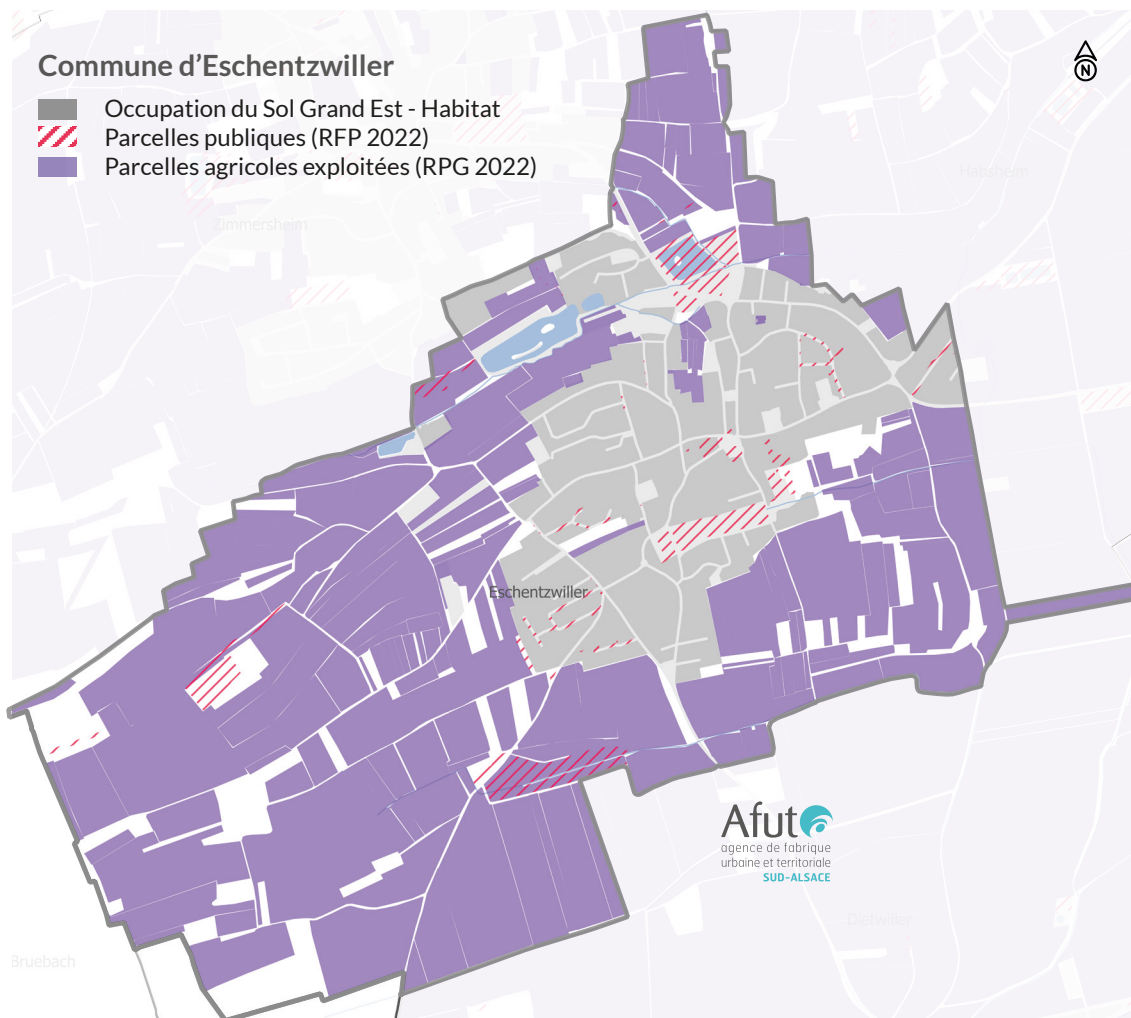 Commune d'Eschentzwiller
Occupation du Sol Grand Est - Habitat
Parcelles publiques (RFP 2022)
Parcelles agricoles exploitées (RPG 2022)
N
Habsheim
Zimmersheim
Eschentzwiller
Afut
agence de fabrique
urbaine et territoriale
SUD-ALSACE
Dietwiller
Bruebach